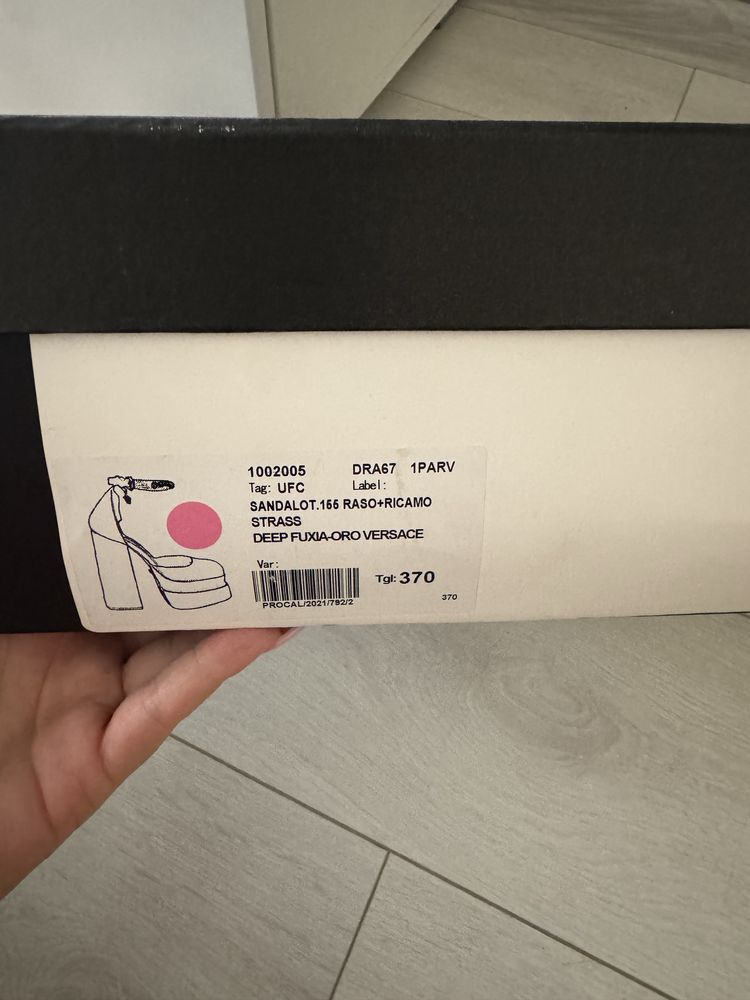 1002005 DRA67 1PARV
Tag: UFC Label:
SANDALOT.155 RASO+RICAMO
STRASS
DEEP FUXIA-ORO VERSACE
Var:
Tgl: 370
370
PROCAL/2021/792/2